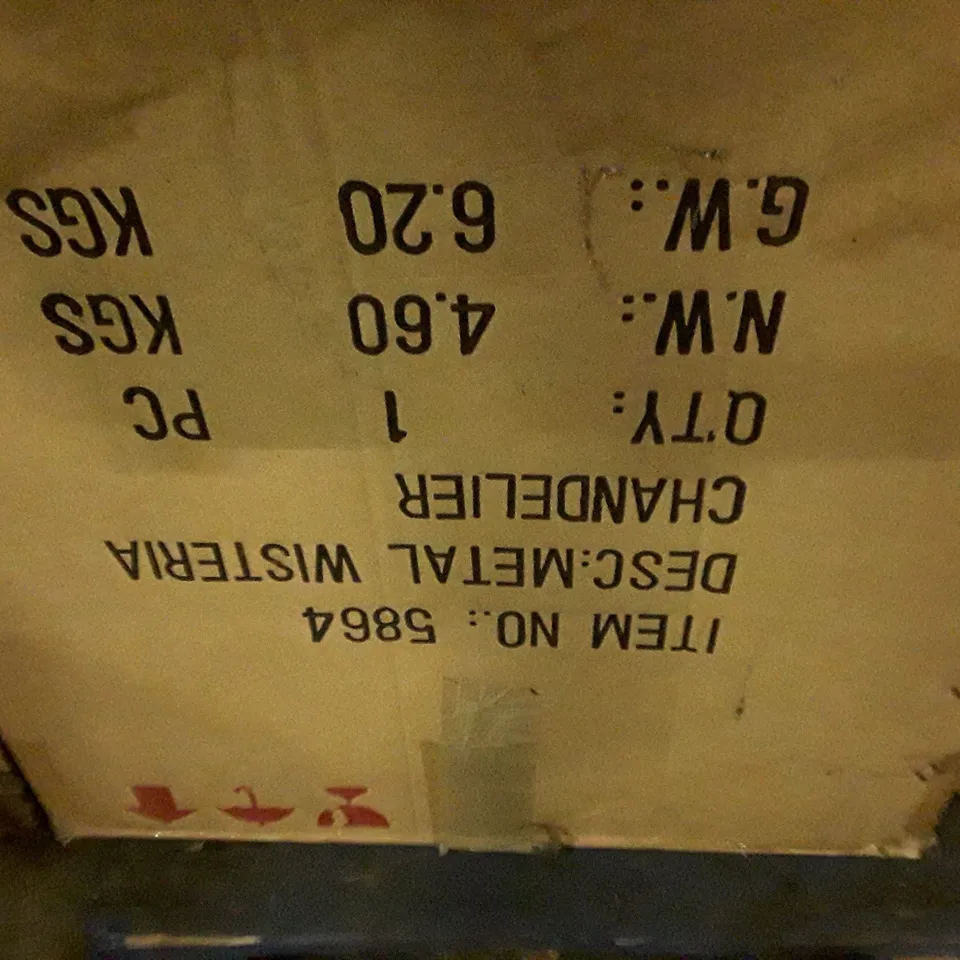 ITEM NO.: 5864
DESC:METAL WISTERIA
CHANDELIER
Q'TY: 1 PC
N.W.: 4.60 KGS
G.W.: 6.20 KGS